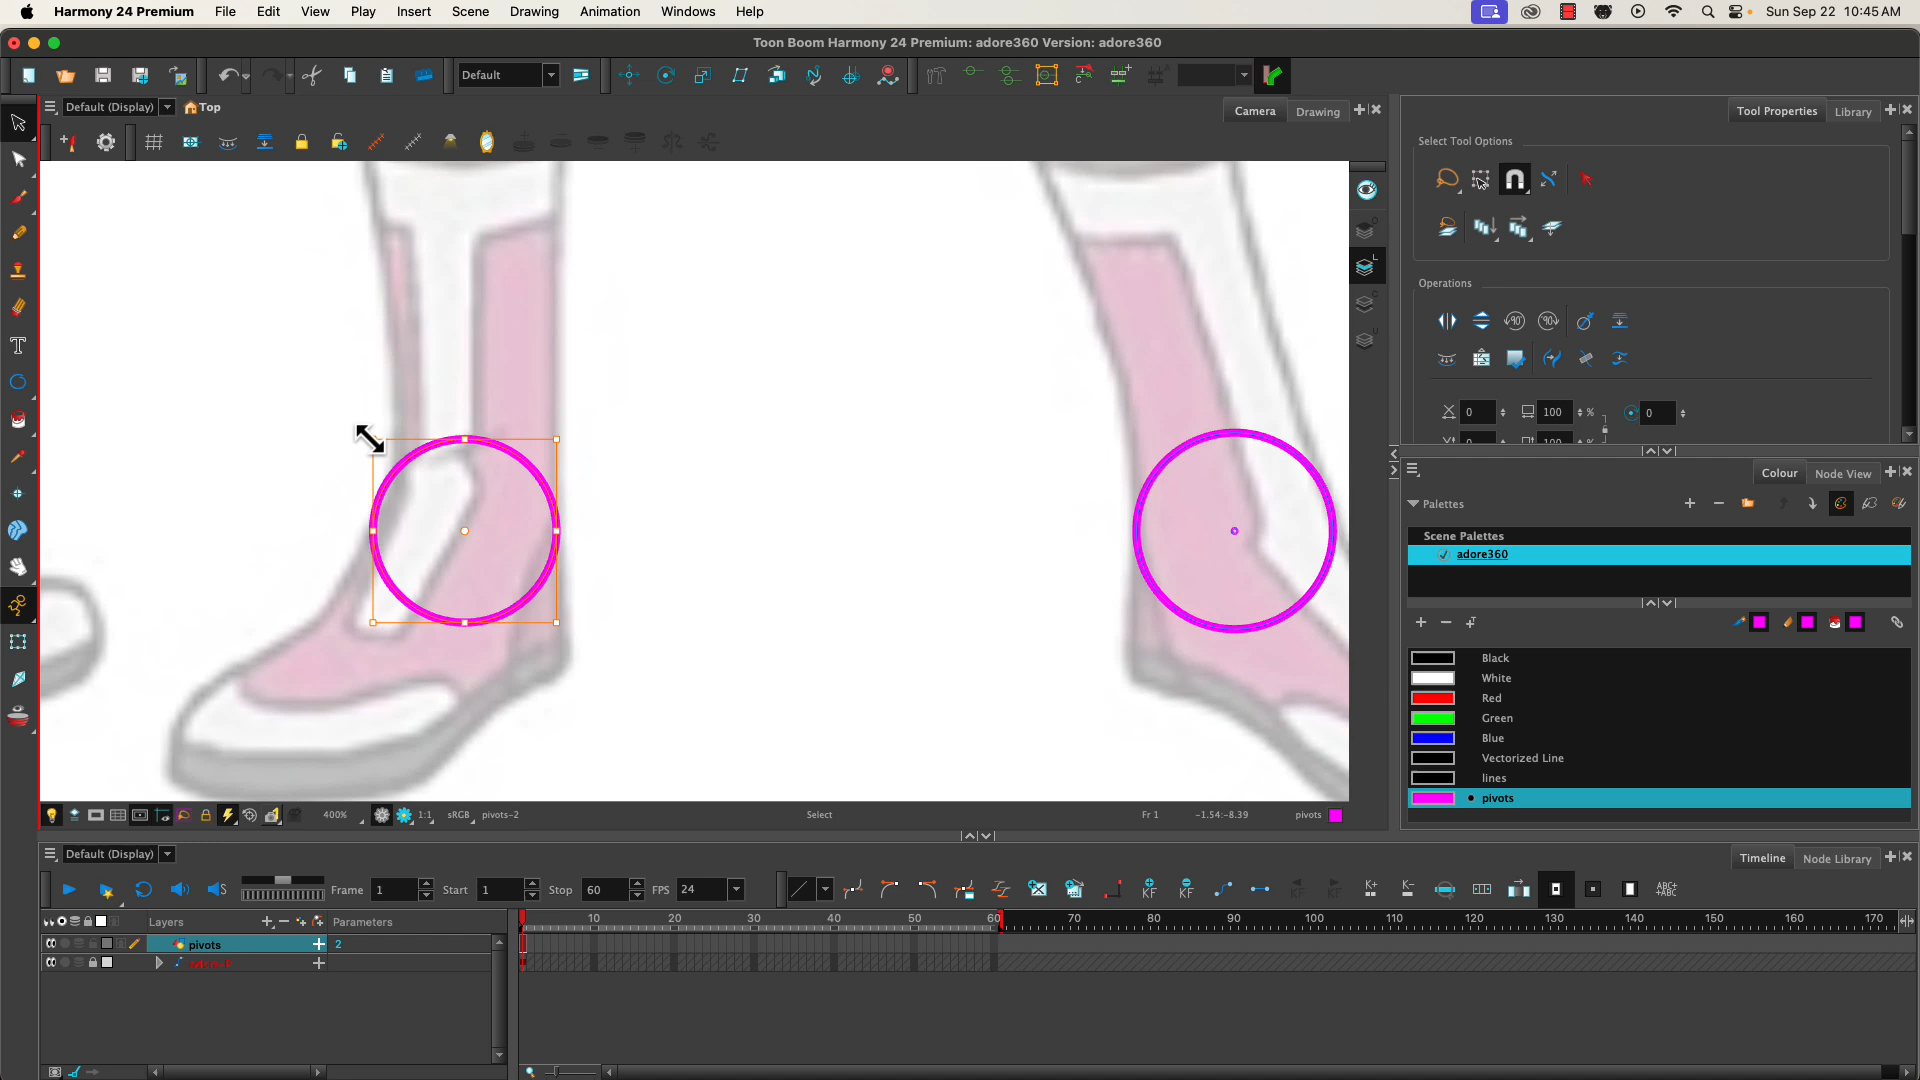 Harmony 24 Premium File Edit View Play Insert Scene Drawing Animation Windows Help Sun Sep 22 10:45 AM
Toon Boom Harmony 24 Premium: adore360 Version: adore360
Default
Default (Display) Top Camera Drawing Tool Properties Library
Select Tool Options
Operations
0 100 % 0
Colour Node View
Palettes
Scene Palettes
adore360
Black
White
Red
Green
Blue
Vectorized Line
lines
pivots
400% 1:1 sRGB pivots-2 Select Fr 1 -1.54:-8.39 pivots
Default (Display) Timeline Node Library
Frame 1 Start 1 Stop 60 FPS 24
Layers Parameters 10 20 30 40 50 60 70 80 90 100 110 120 130 140 150 160 170
pivots 2